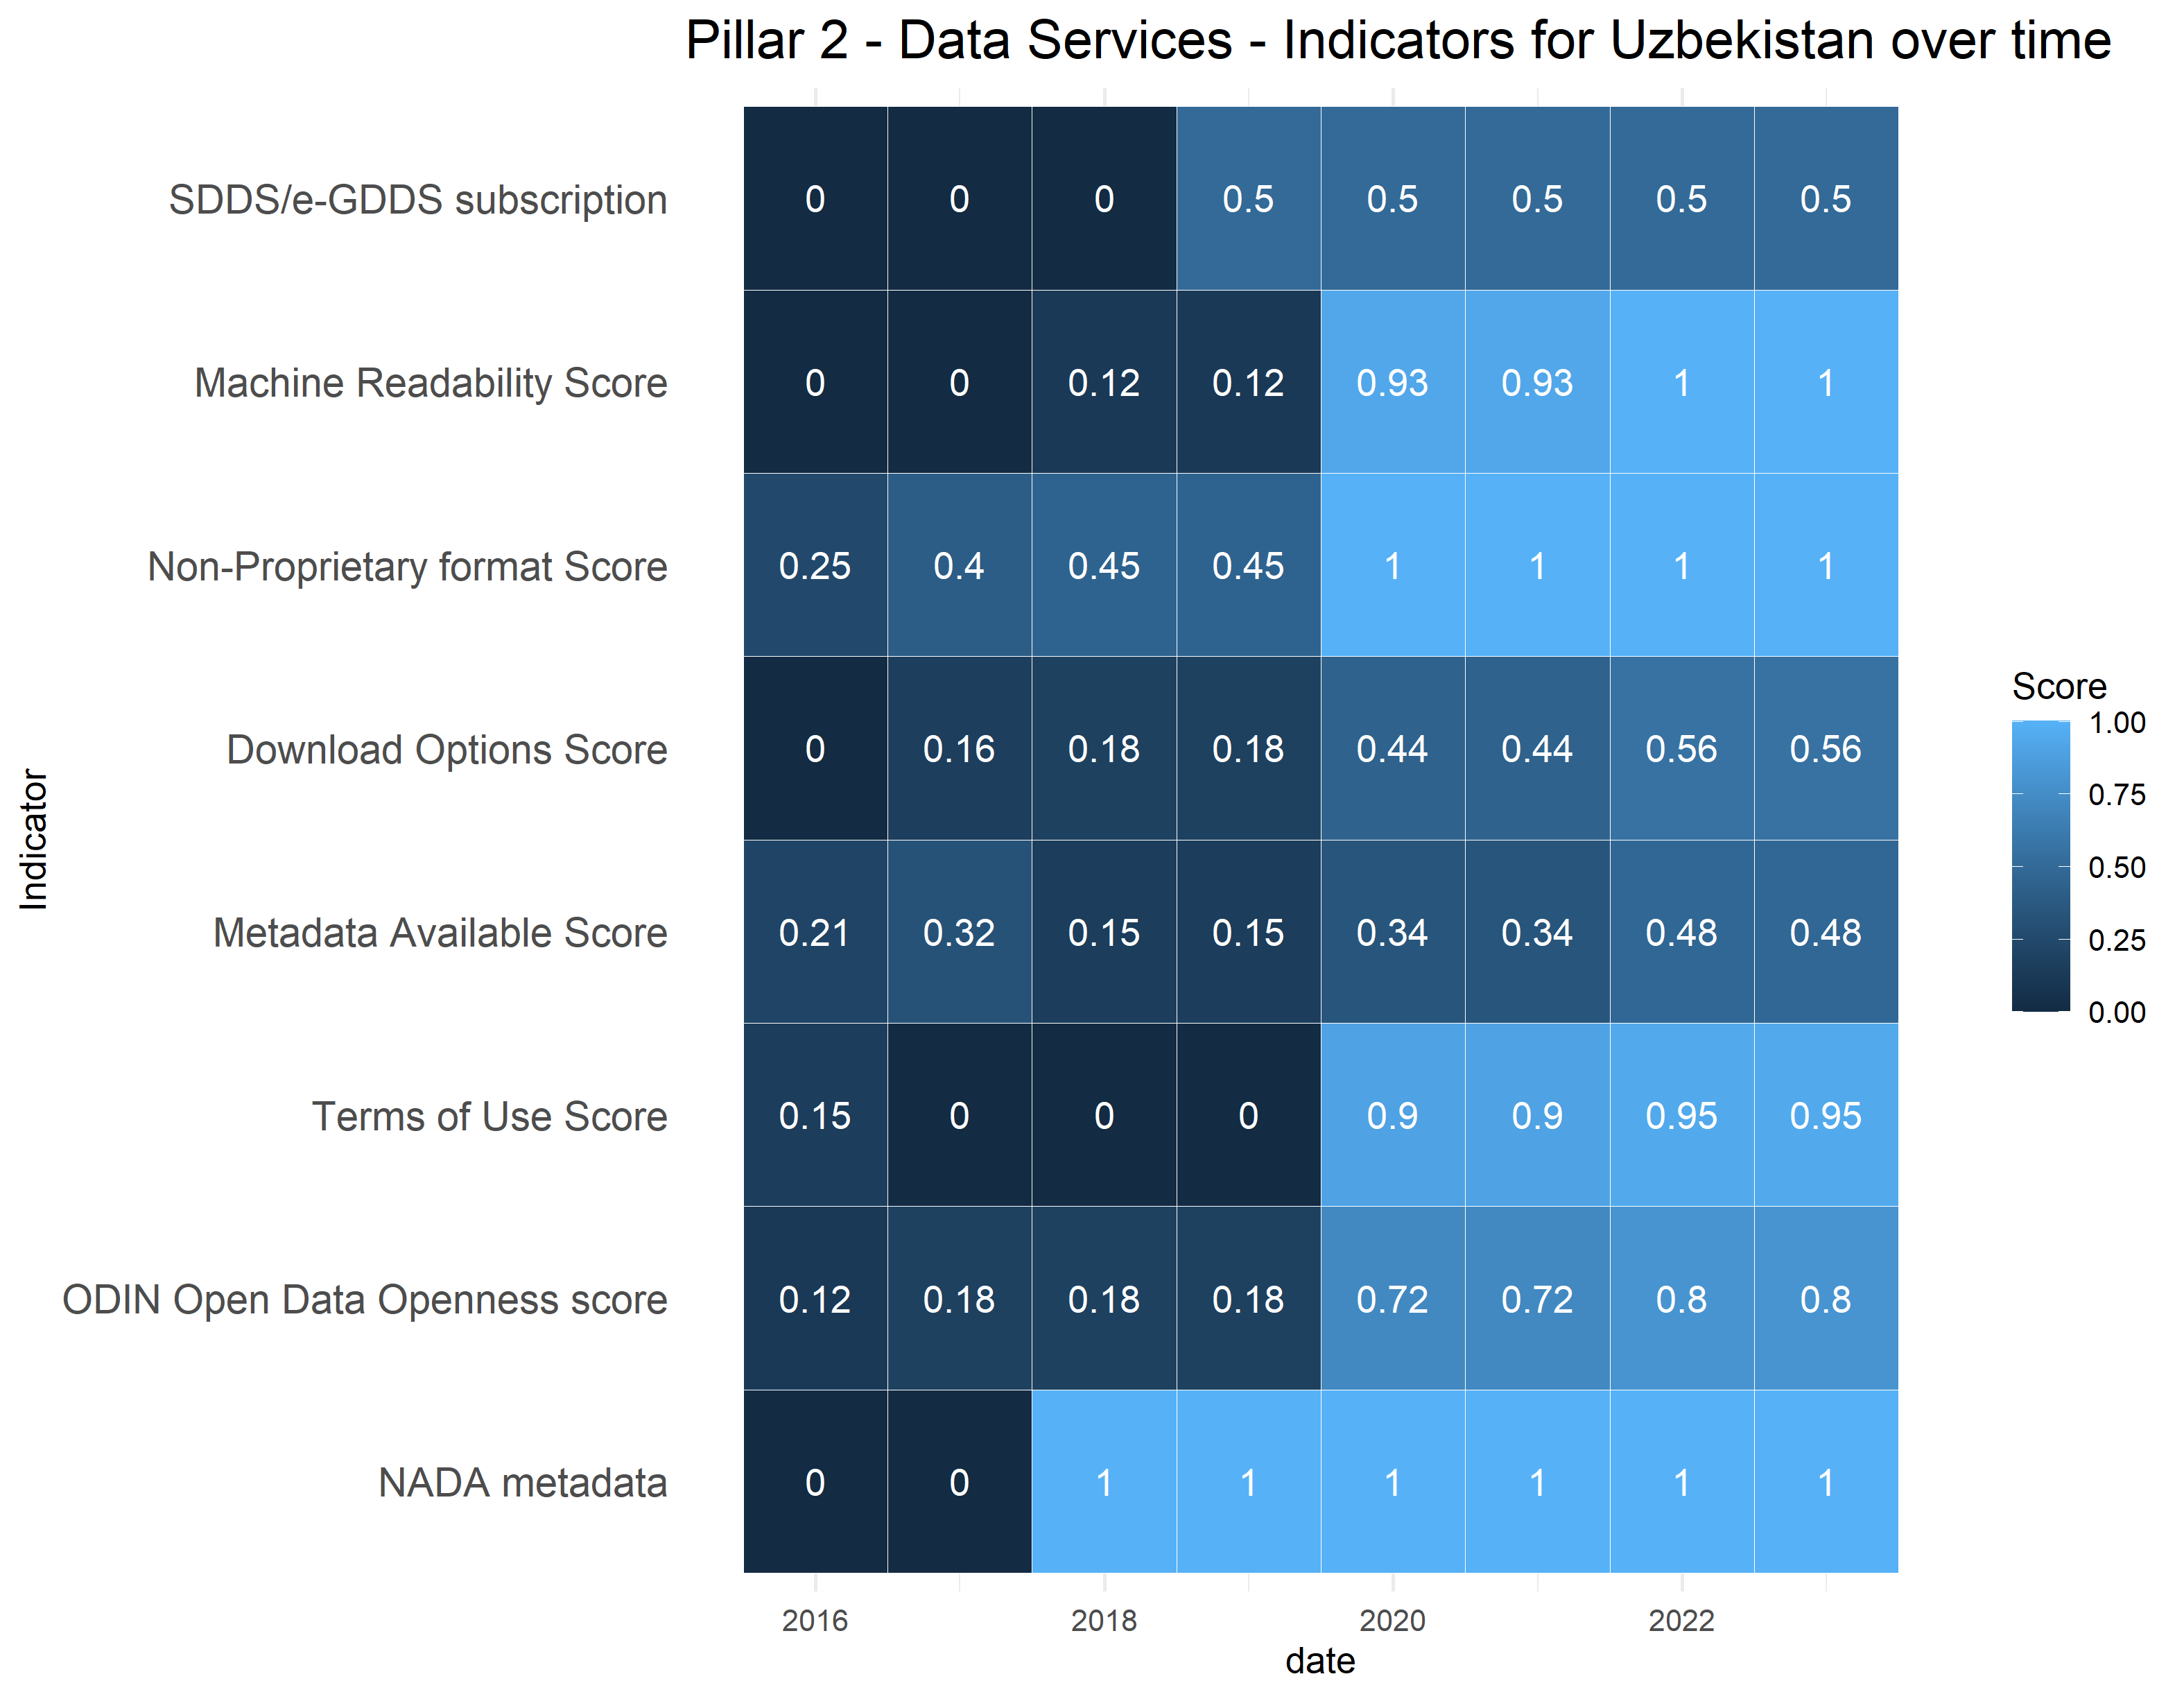 Pillar 2 - Data Services - Indicators for Uzbekistan over time
Indicator
SDDS/e-GDDS subscription 0 0 0 0.5 0.5 0.5 0.5 0.5
Machine Readability Score 0 0 0.12 0.12 0.93 0.93 1 1
Non-Proprietary format Score 0.25 0.4 0.45 0.45 1 1 1 1
Download Options Score 0 0.16 0.18 0.18 0.44 0.44 0.56 0.56
Metadata Available Score 0.21 0.32 0.15 0.15 0.34 0.34 0.48 0.48
Terms of Use Score 0.15 0 0 0 0.9 0.9 0.95 0.95
ODIN Open Data Openness score 0.12 0.18 0.18 0.18 0.72 0.72 0.8 0.8
NADA metadata 0 0 1 1 1 1 1 1
2016 2018 2020 2022
date
Score
1.00
0.75
0.50
0.25
0.00